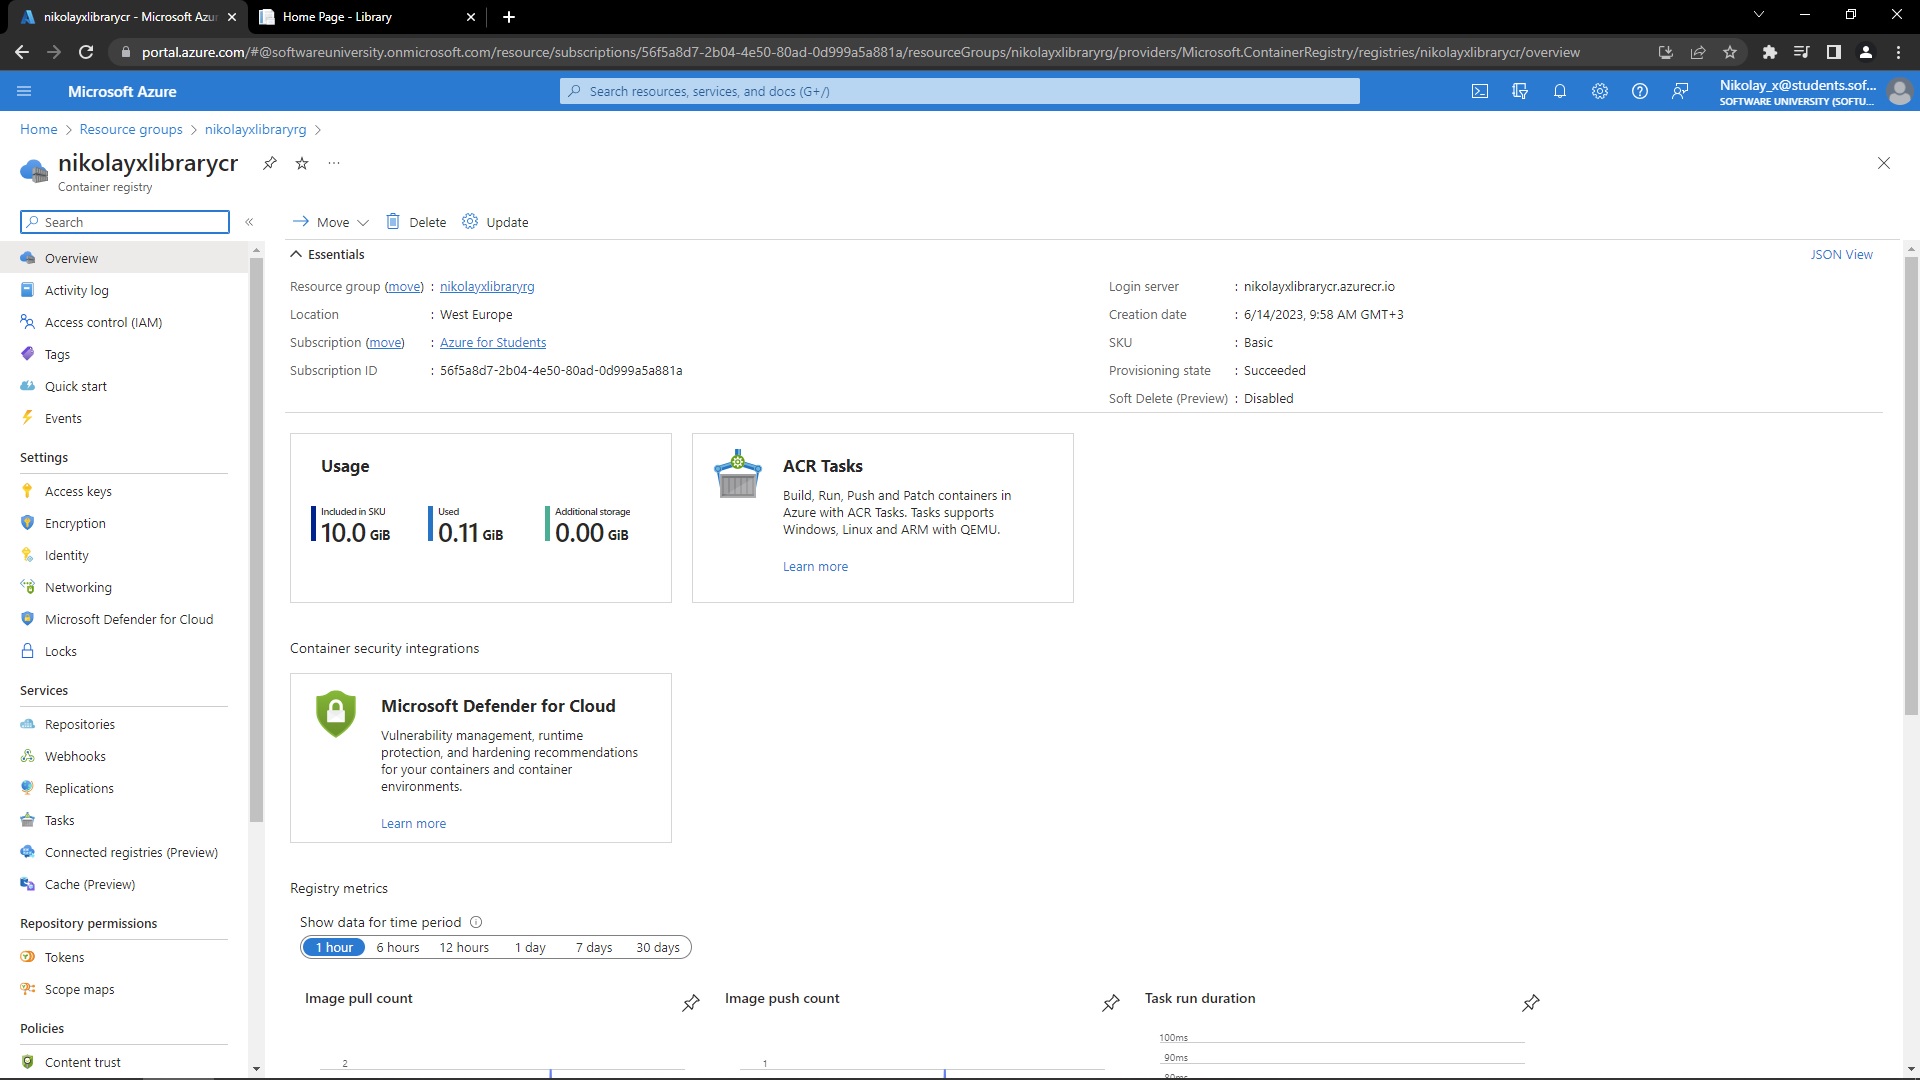 nikolayxlibrarycr - Microsoft Azur
Home Page - Library
portal.azure.com/#@softwareuniversity.onmicrosoft.com/resource/subscriptions/56f5a8d7-2b04-4e50-80ad-0d999a5a881a/resourceGroups/nikolayxlibraryrg/providers/Microsoft.ContainerRegistry/registries/nikolayxlibrarycr/overview
Microsoft Azure
Search resources, services, and docs (G+/)
Nikolay_x@students.sof...
SOFTWARE UNIVERSITY (SOFTU...
Home > Resource groups > nikolayxlibraryrg >
nikolayxlibrarycr
Container registry
Search
Move
Delete
Update
Overview
Activity log
Access control (IAM)
Tags
Quick start
Events
Settings
Access keys
Encryption
Identity
Networking
Microsoft Defender for Cloud
Locks
Services
Repositories
Webhooks
Replications
Tasks
Connected registries (Preview)
Cache (Preview)
Repository permissions
Tokens
Scope maps
Policies
Content trust
Essentials
JSON View
Resource group (move) : nikolayxlibraryrg
Location : West Europe
Subscription (move) : Azure for Students
Subscription ID : 56f5a8d7-2b04-4e50-80ad-0d999a5a881a
Login server : nikolayxlibrarycr.azurecr.io
Creation date : 6/14/2023, 9:58 AM GMT+3
SKU : Basic
Provisioning state : Succeeded
Soft Delete (Preview) : Disabled
Usage
Included in SKU
10.0 GiB
Used
0.11 GiB
Additional storage
0.00 GiB
ACR Tasks
Build, Run, Push and Patch containers in
Azure with ACR Tasks. Tasks supports
Windows, Linux and ARM with QEMU.
Learn more
Container security integrations
Microsoft Defender for Cloud
Vulnerability management, runtime
protection, and hardening recommendations
for your containers and container
environments.
Learn more
Registry metrics
Show data for time period
1 hour 6 hours 12 hours 1 day 7 days 30 days
Image pull count
2
Image push count
1
Task run duration
100ms
90ms
80ms